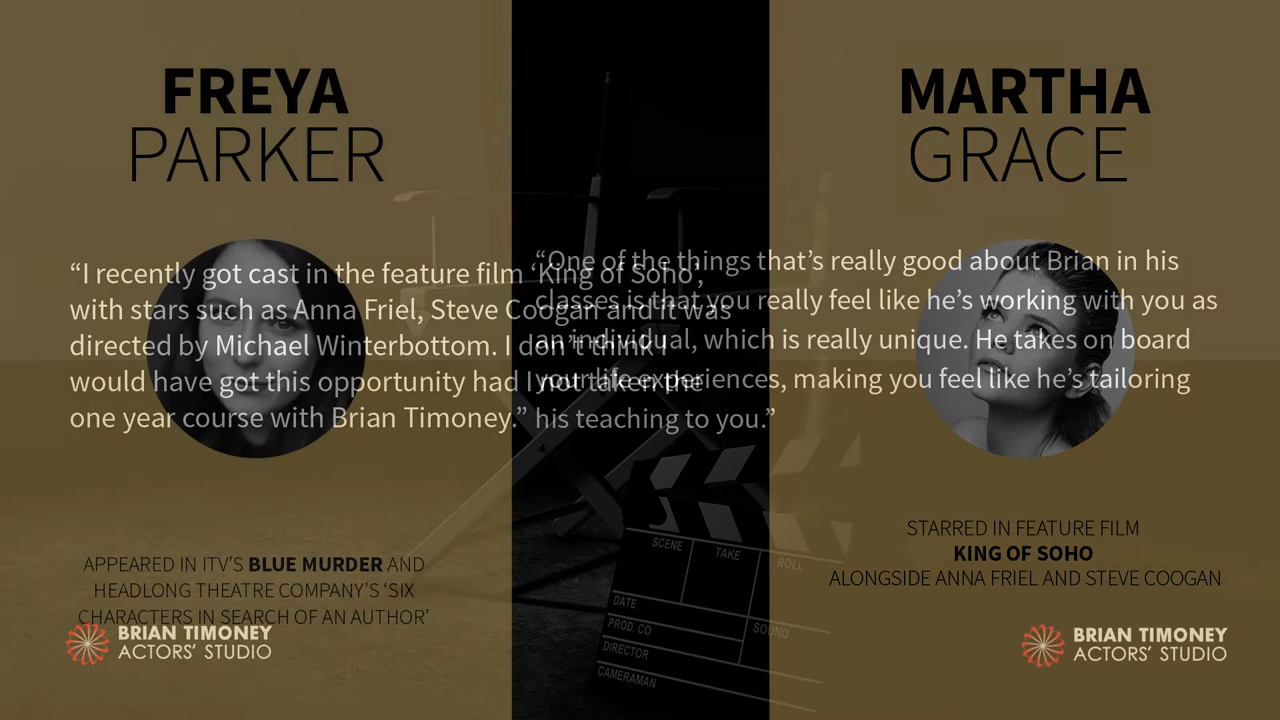 FREYA
PARKER
“I recently got cast in the feature film ‘King of Soho’,
with stars such as Anna Friel, Steve Coogan and it was
directed by Michael Winterbottom. I don’t think I
would have got this opportunity had I not taken the
one year course with Brian Timoney.”
APPEARED IN ITV’S BLUE MURDER AND
HEADLONG THEATRE COMPANY’S ‘SIX
CHARACTERS IN SEARCH OF AN AUTHOR’
BRIAN TIMONEY
ACTORS’ STUDIO
MARTHA
GRACE
“One of the things that’s really good about Brian in his
classes is that you really feel like he’s working with you as
an individual, which is really unique. He takes on board
your life experiences, making you feel like he’s tailoring
his teaching to you.”
STARRED IN FEATURE FILM
KING OF SOHO
ALONGSIDE ANNA FRIEL AND STEVE COOGAN
BRIAN TIMONEY
ACTORS’ STUDIO
SCENE
TAKE
ROLL
DATE
PROD. CO
SOUND
DIRECTOR
CAMERAMAN